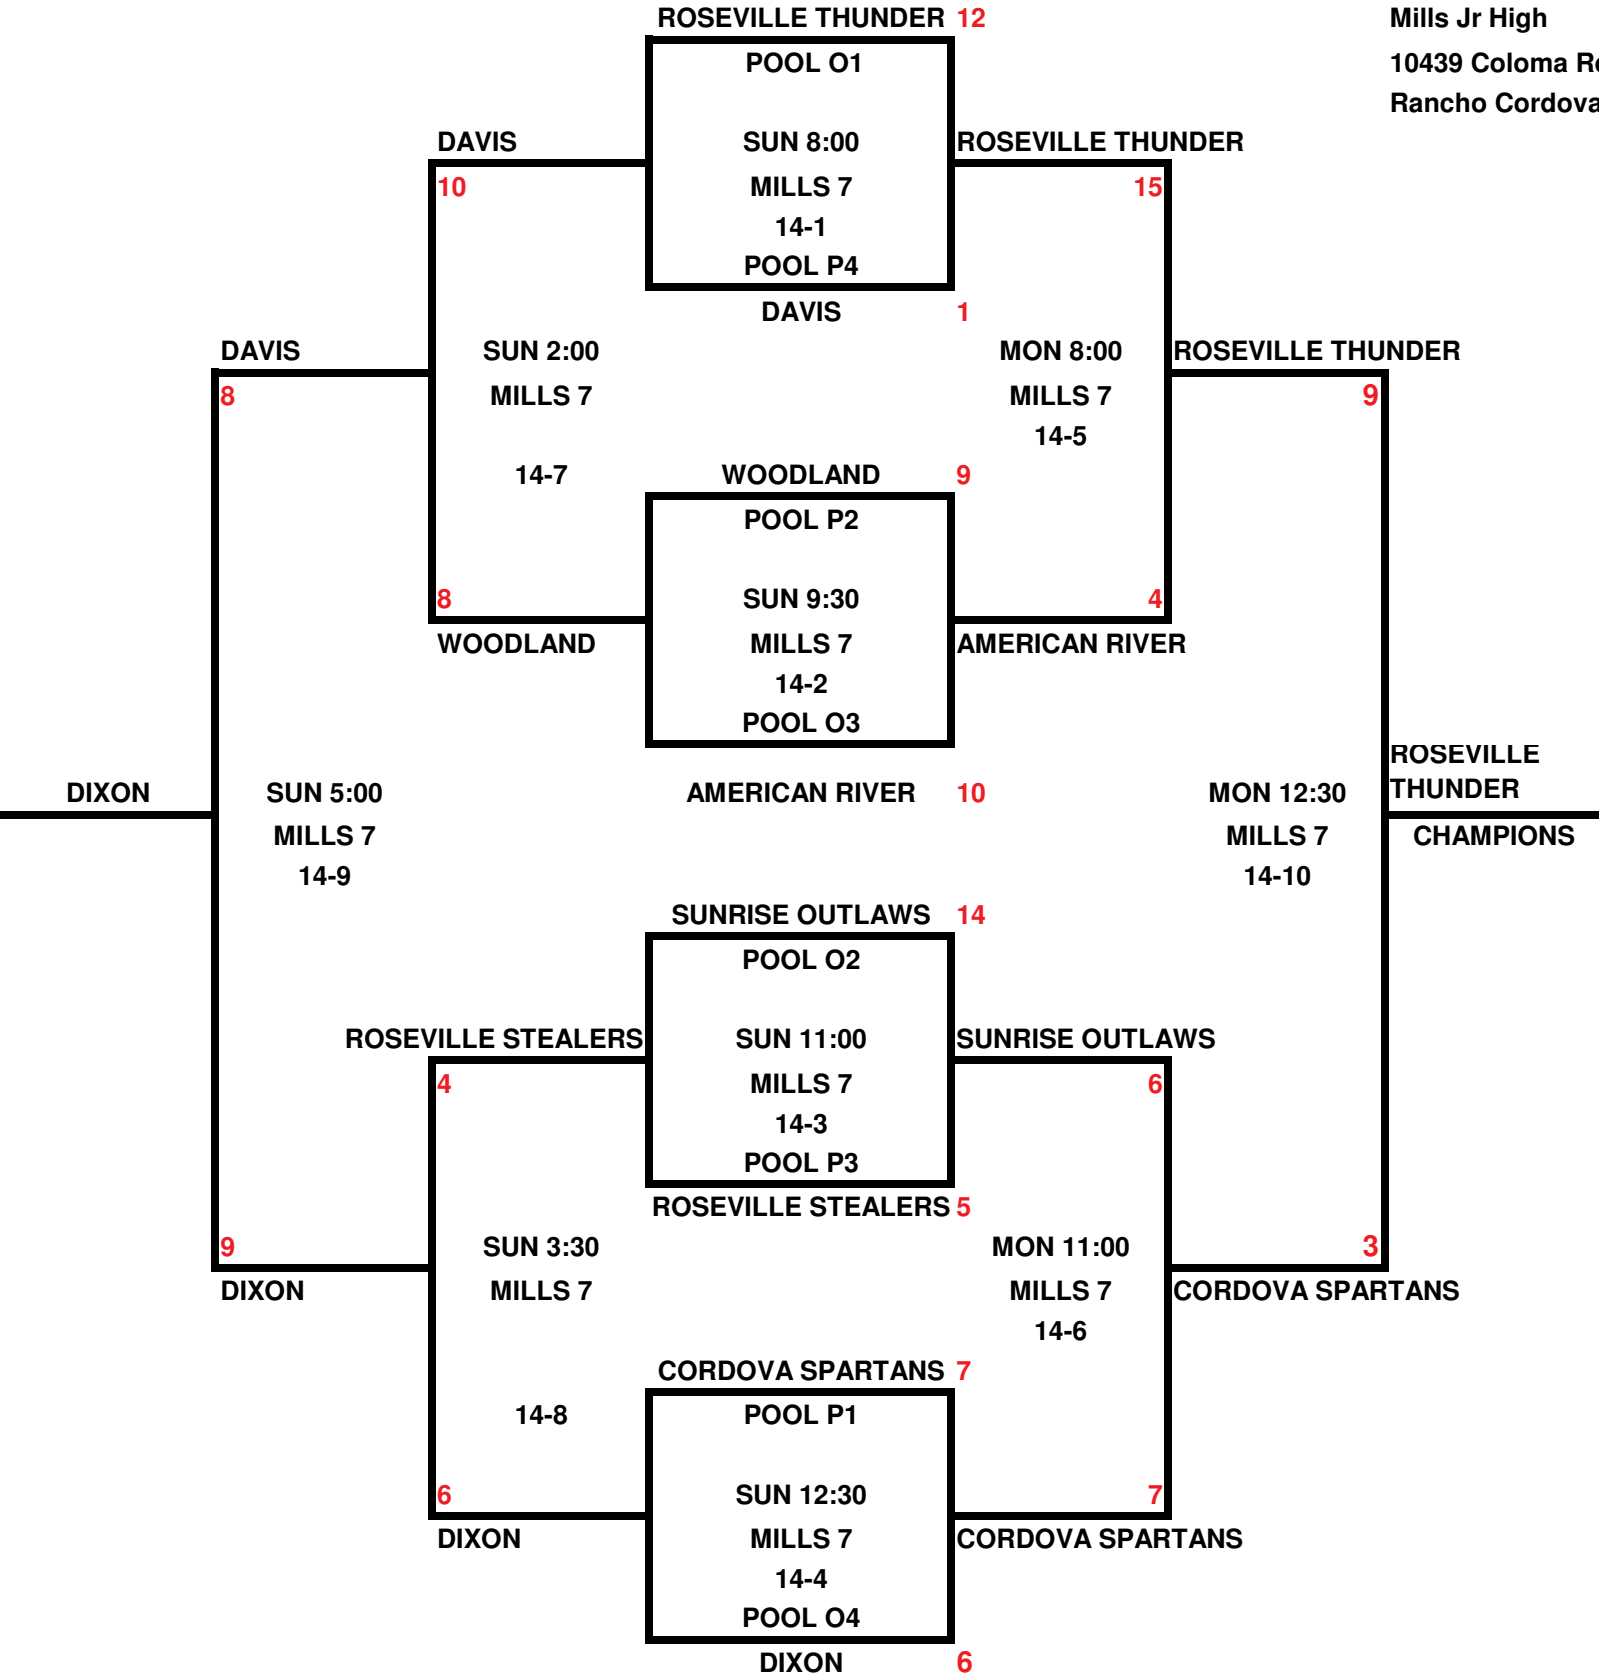 ROSEVILLE THUNDER 12
Mills Jr High
POOL O1
10439 Coloma R
Rancho Cordova
DAVIS
SUN 8:00
ROSEVILLE THUNDER
10
MILLS 7
15
14-1
POOL P4
DAVIS 1
DAVIS
SUN 2:00
MON 8:00
ROSEVILLE THUNDER
8
MILLS 7
MILLS 7
9
14-5
14-7
WOODLAND 9
POOL P2
8
SUN 9:30
4
WOODLAND
MILLS 7
AMERICAN RIVER
14-2
POOL O3
ROSEVILLE
THUNDER
DIXON
SUN 5:00
AMERICAN RIVER 10
MON 12:30
MILLS 7
MILLS 7
CHAMPIONS
14-9
14-10
SUNRISE OUTLAWS 14
POOL O2
ROSEVILLE STEALERS
SUN 11:00
SUNRISE OUTLAWS
4
MILLS 7
6
14-3
POOL P3
ROSEVILLE STEALERS 5
9
SUN 3:30
MON 11:00
3
DIXON
MILLS 7
MILLS 7
CORDOVA SPARTANS
14-6
CORDOVA SPARTANS 7
14-8
POOL P1
6
SUN 12:30
7
DIXON
MILLS 7
CORDOVA SPARTANS
14-4
POOL O4
DIXON 6